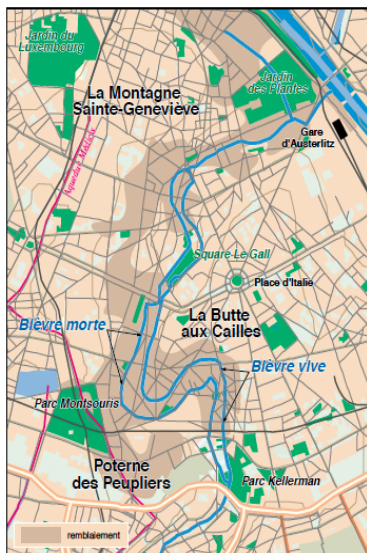 Jardin du
Luxembourg
La Montagne
Sainte-Geneviève
Jardin
des Plantes
Gare
d'Austerlitz
Aqueduc Médicis
Square Le Gall
Place d'Italie
La Butte
aux Cailles
Bièvre morte
Bièvre vive
Parc Montsouris
Poterne
des Peupliers
Parc Kellerman
remblaiement